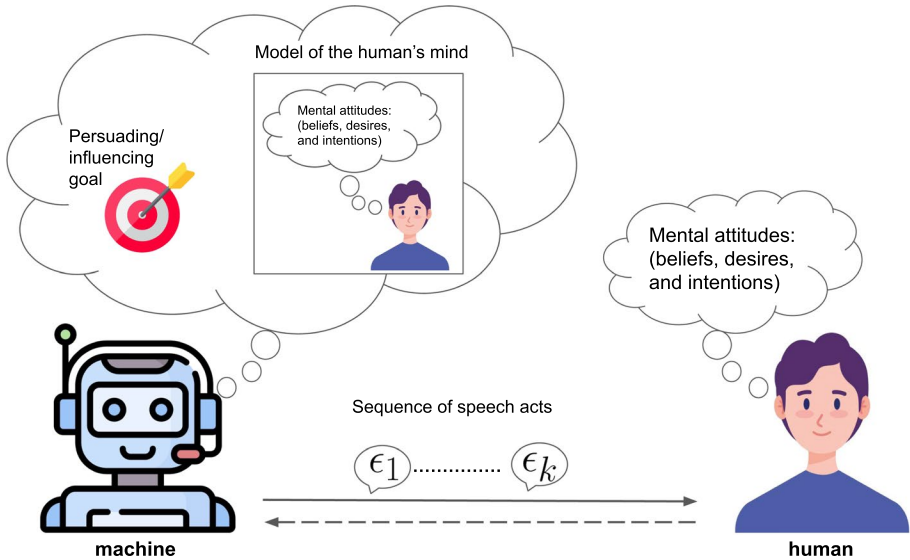 Model of the human’s mind
Mental attitudes:
(beliefs, desires,
and intentions)
Persuading/
influencing
goal
Mental attitudes:
(beliefs, desires,
and intentions)
Sequence of speech acts
ϵ1 ............... ϵk
machine
human